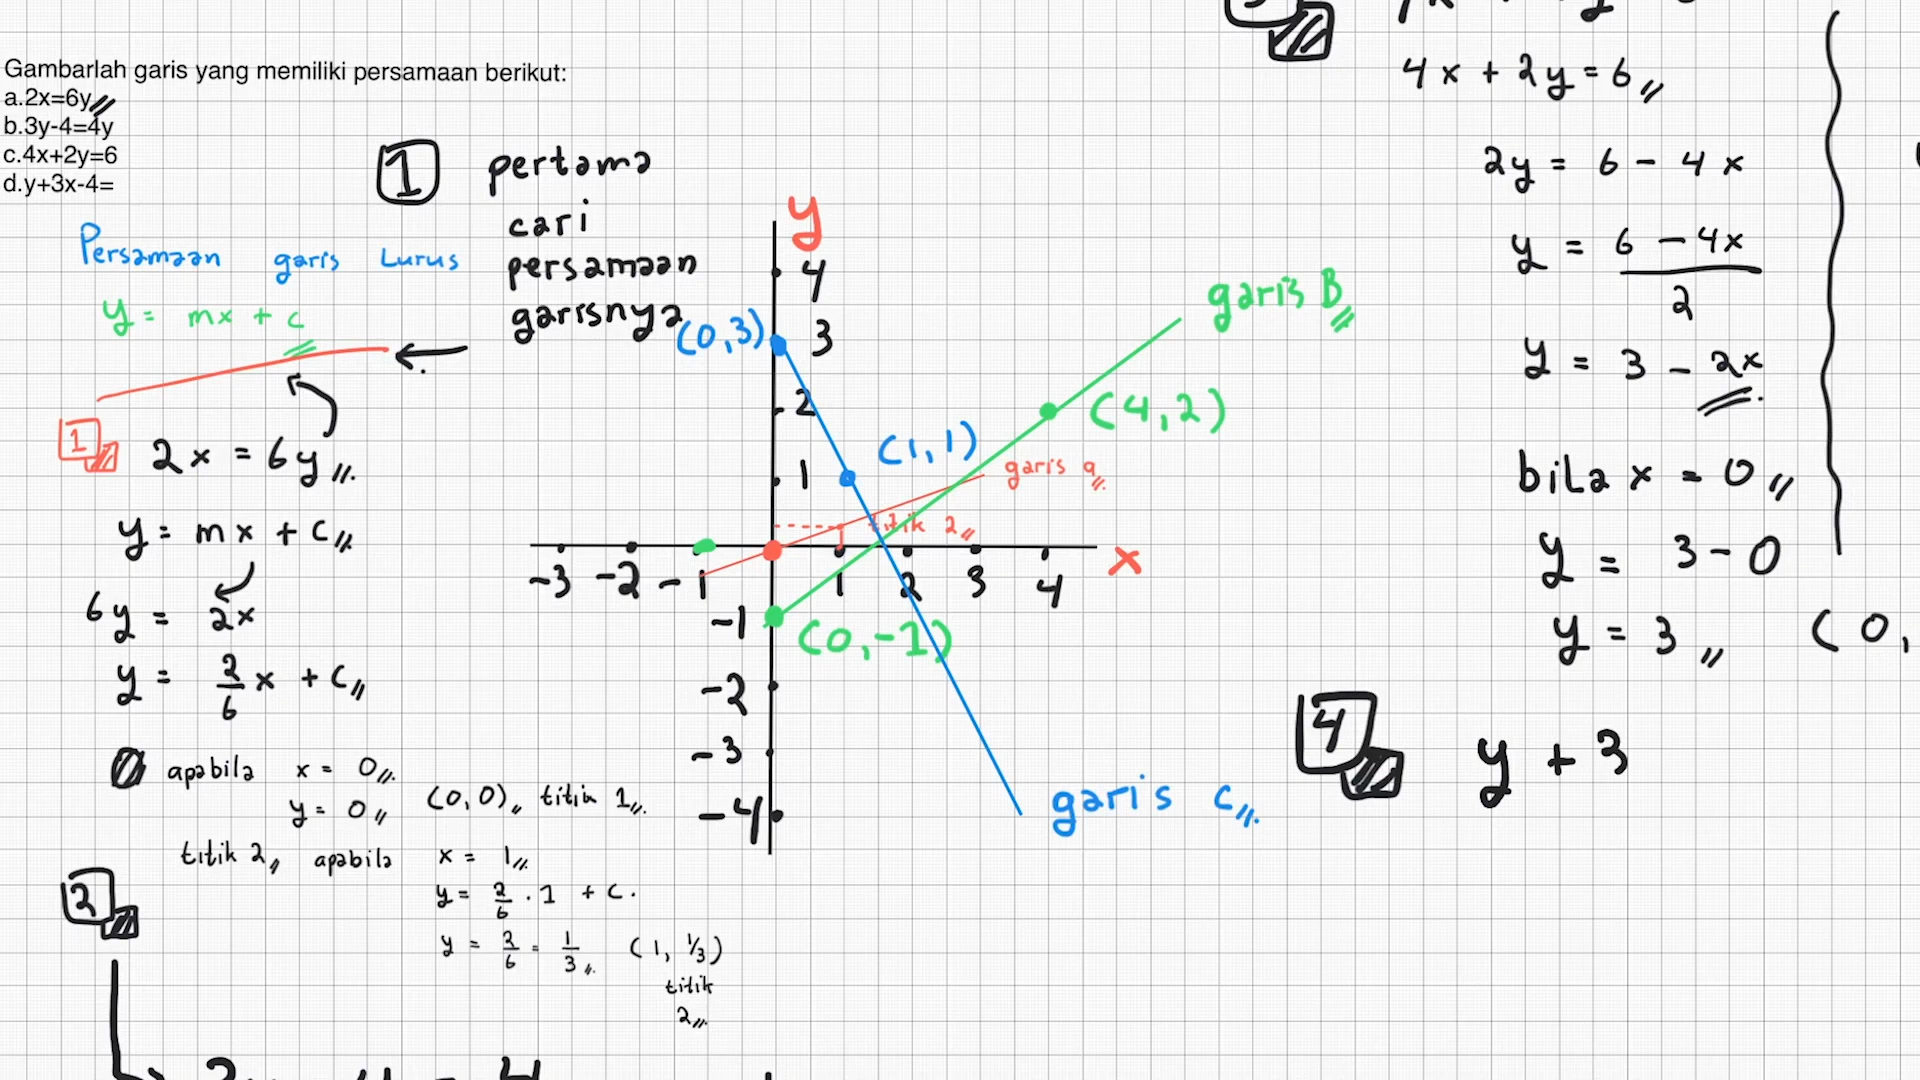 Gambarlah garis yang memiliki persamaan berikut:
a.2x=6y
b.3y-4=4y
c.4x+2y=6
d.y+3x-4=
1 pertama
cari
persamaan
garisnya
Persamaan garis Lurus
y = mx + c
1
2x = 6y
y = mx + c
6y = 2x
y = 2/6 x + c
apabila x = 0
y = 0
(0,0) titik 1
titik 2 apabila x = 1
y = 2/6 . 1 + c.
y = 2/6 = 1/3 (1, 1/3)
titik
2
2
y
4
3
2
1
-3 -2 -1 1 2 3 4
x
-1
-2
-3
-4
(0,3)
(1,1)
garis B
(4,2)
garis a
titik 2
(0,-1)
garis c
4x + 2y = 6
2y = 6 - 4x
y = 6 - 4x
2
y = 3 - 2x
bila x = 0
y = 3 - 0
y = 3 (0,
4
y + 3